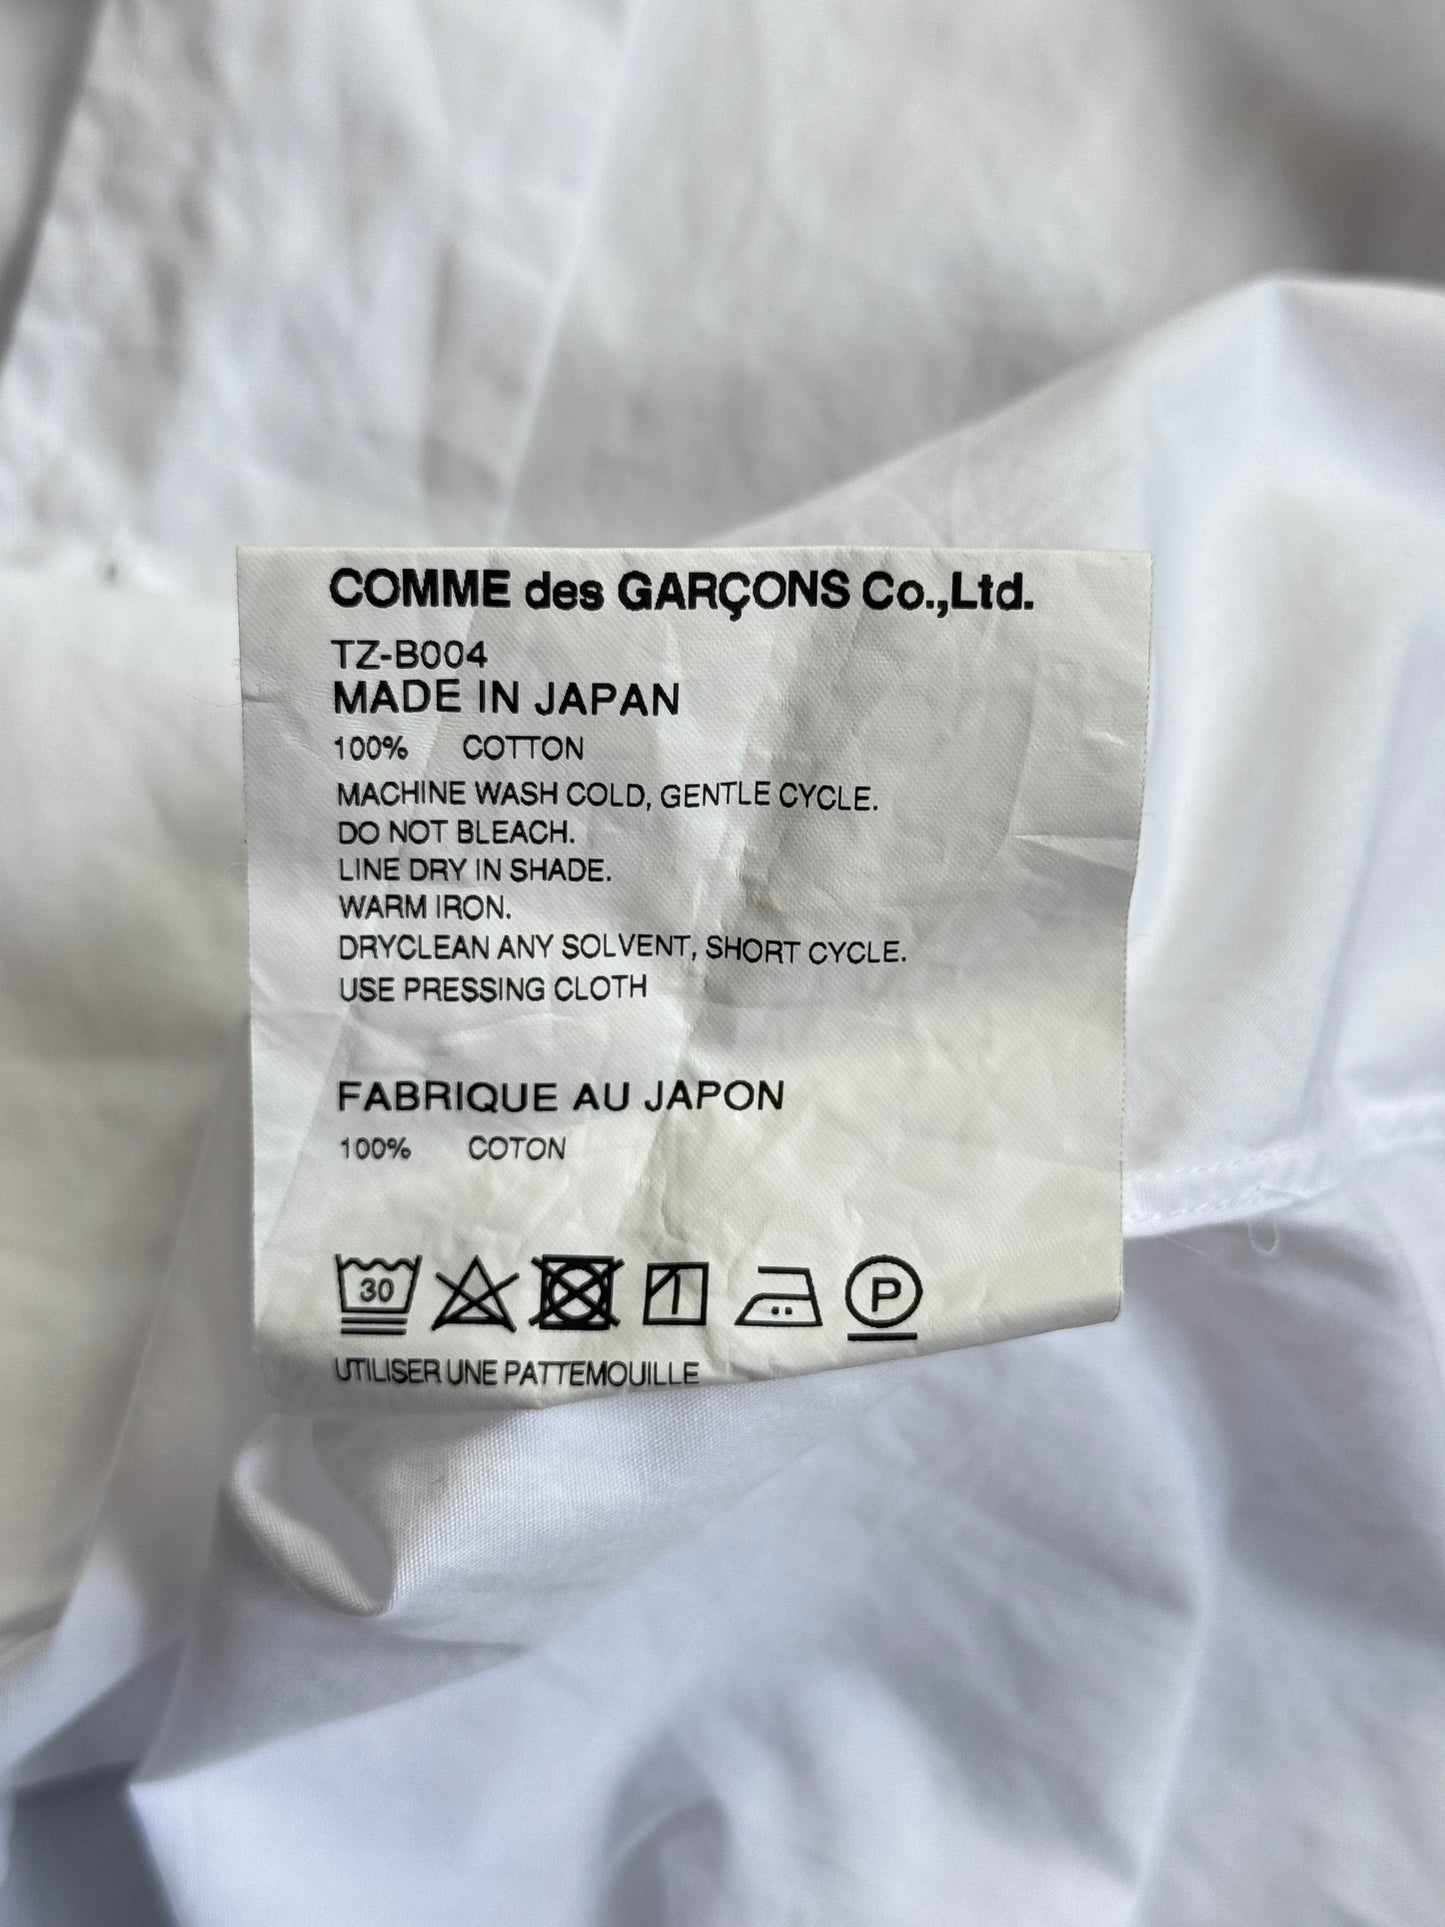 COMME des GARÇONS Co.,Ltd.
TZ-B004
MADE IN JAPAN
100% COTTON
MACHINE WASH COLD, GENTLE CYCLE.
DO NOT BLEACH.
LINE DRY IN SHADE.
WARM IRON.
DRYCLEAN ANY SOLVENT, SHORT CYCLE.
USE PRESSING CLOTH
FABRIQUE AU JAPON
100% COTON
30 P
UTILISER UNE PATTEMOUILLE